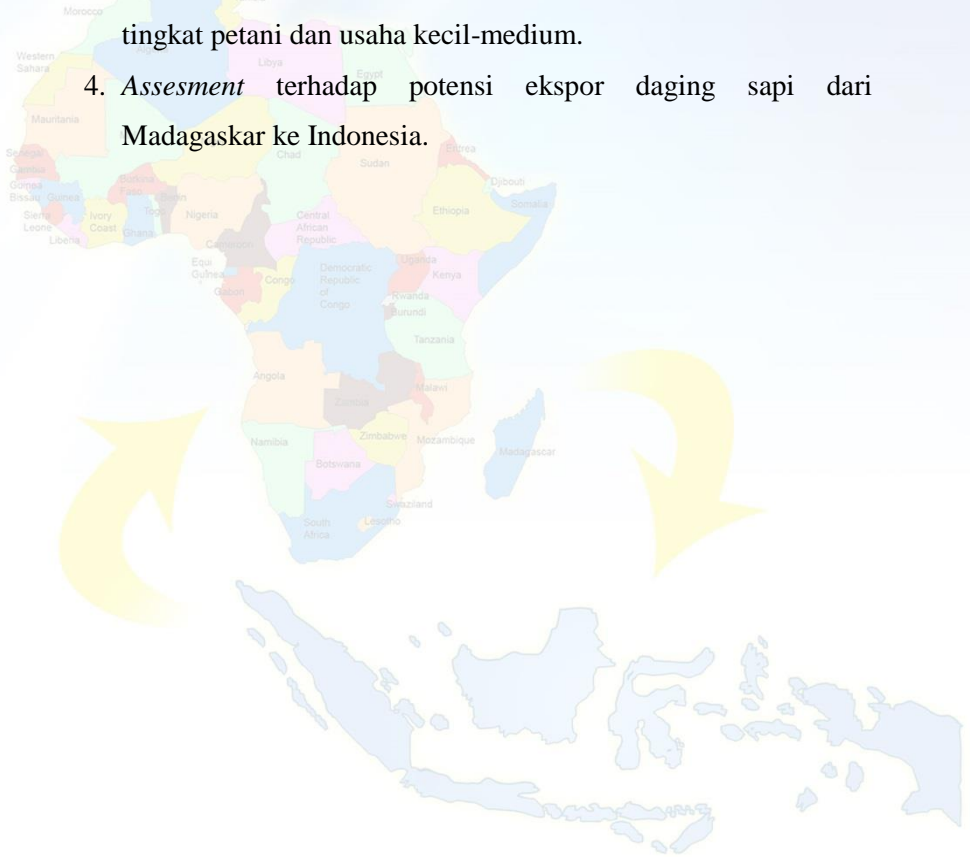 Morocco
tingkat petani dan usaha kecil-medium.
Western
Sahara
Libya
Egypt
4. Assesment terhadap potensi ekspor daging sapi dari
Mauritania
Madagaskar ke Indonesia.
Chad
Sudan
Eritrea
Senegal
Gambia
Guinea
Bissau
Guinea
Burkina
Faso
Benin
Togo
Djibouti
Somalia
Sierra
Leone
Ivory
Coast
Ghana
Nigeria
Central
African
Republic
Ethiopia
Liberia
Cameroon
Equi
Guinea
Gabon
Congo
Democratic
Republic
of
Congo
Uganda
Kenya
Rwanda
Burundi
Tanzania
Angola
Zambia
Malawi
Namibia
Zimbabwe
Mozambique
Madagascar
Botswana
Swaziland
South
Africa
Lesotho